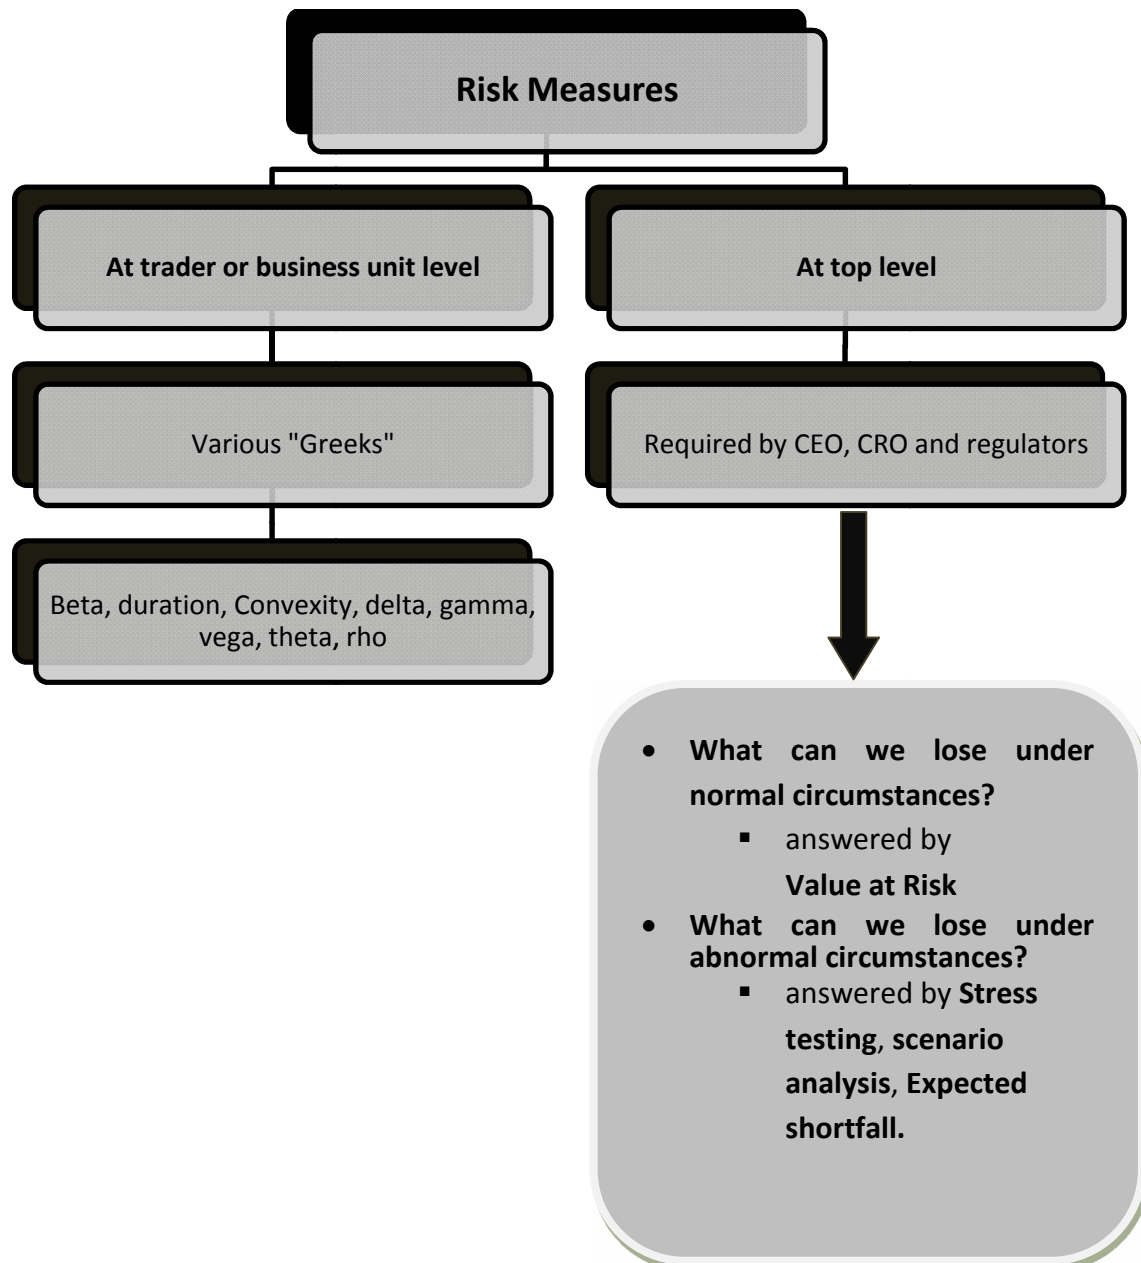 Risk Measures
At trader or business unit level
At top level
Various "Greeks"
Required by CEO, CRO and regulators
Beta, duration, Convexity, delta, gamma,
vega, theta, rho
• What can we lose under
normal circumstances?
▪ answered by
Value at Risk
• What can we lose under
abnormal circumstances?
▪ answered by Stress
testing, scenario
analysis, Expected
shortfall.